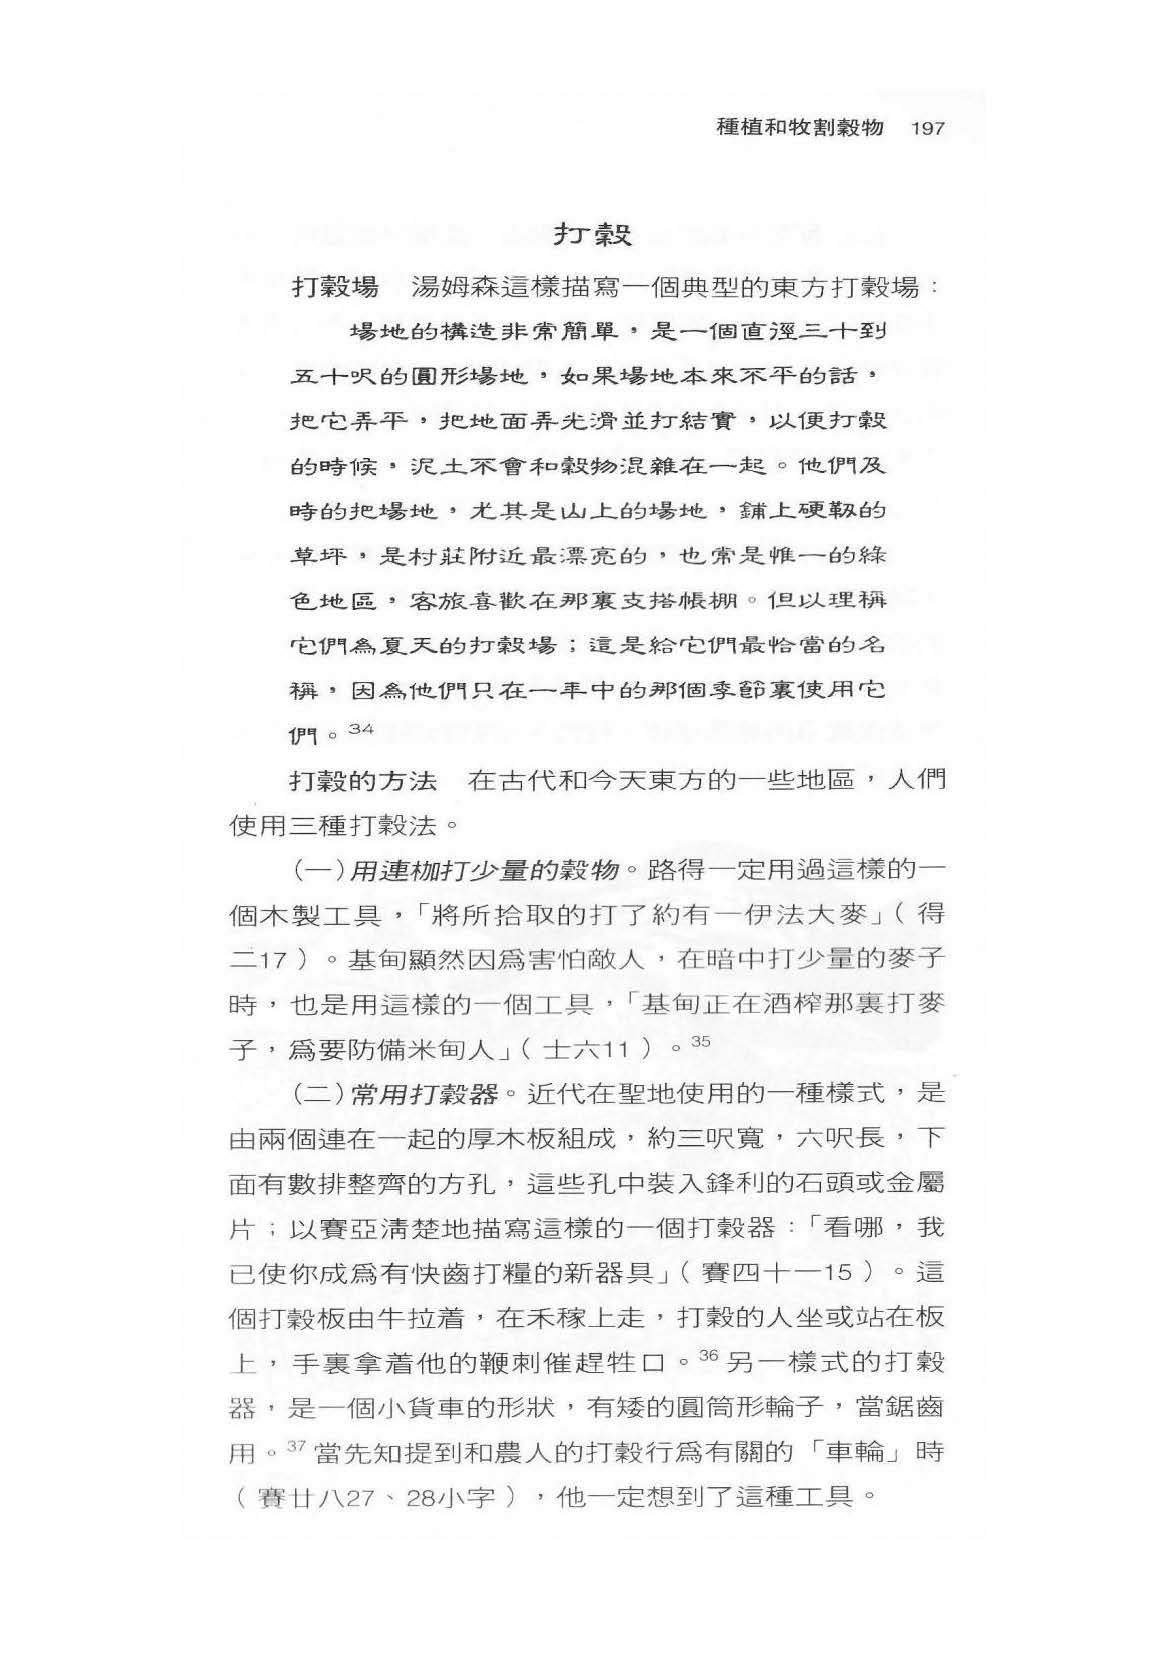 種植和牧割穀物 197
打穀
打穀場 湯姆森這樣描寫一個典型的東方打穀場：
場地的構造非常簡單，是一個直徑三十到
五十呎的圓形場地，如果場地本來不平的話，
把它弄平，把地面弄光滑並打結實，以便打穀
的時候，泥土不會和穀物混雜在一起。他們及
時的把場地，尤其是山上的場地，鋪上硬靱的
草坪，是村莊附近最漂亮的，也常是惟一的綠
色地區，客旅喜歡在那裏支搭帳棚。但以理稱
它們為夏天的打穀場；這是給它們最恰當的名
稱，因為他們只在一年中的那個季節裏使用它
們。34
打穀的方法 在古代和今天東方的一些地區，人們
使用三種打穀法。
（一）用連枷打少量的穀物。路得一定用過這樣的一
個木製工具，「將所拾取的打了約有一伊法大麥」（得
二17）。基甸顯然因爲害怕敵人，在暗中打少量的麥子
時，也是用這樣的一個工具，「基甸正在酒榨那裏打麥
子，爲要防備米甸人」（士六11）。35
（二）常用打穀器。近代在聖地使用的一種樣式，是
由兩個連在一起的厚木板組成，約三呎寬，六呎長，下
面有數排整齊的方孔，這些孔中裝入鋒利的石頭或金屬
片；以賽亞清楚地描寫這樣的一個打穀器：「看哪，我
已使你成爲有快齒打糧的新器具」（賽四十一15）。這
個打穀板由牛拉着，在禾稼上走，打穀的人坐或站在板
上，手裏拿着他的鞭刺催趕牲口。36另一樣式的打穀
器，是一個小貨車的形狀，有矮的圓筒形輪子，當鋸齒
用。37當先知提到和農人的打穀行爲有關的「車輪」時
（賽廿八27、28小字），他一定想到了這種工具。